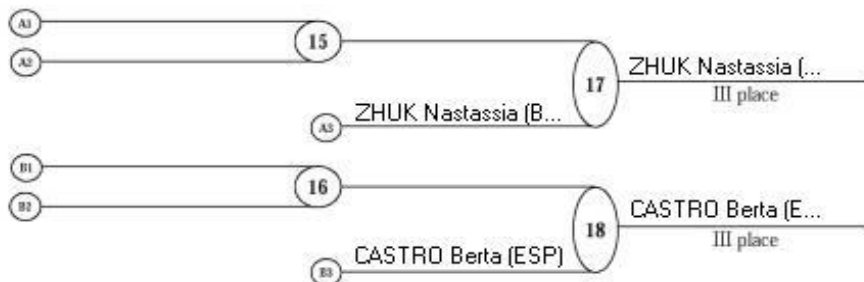 A1
15
A2
ZHUK Nastassia (...
17
III place
ZHUK Nastassia (B...
A3
B1
16
B2
CASTRO Berta (E...
18
III place
CASTRO Berta (ESP)
B3